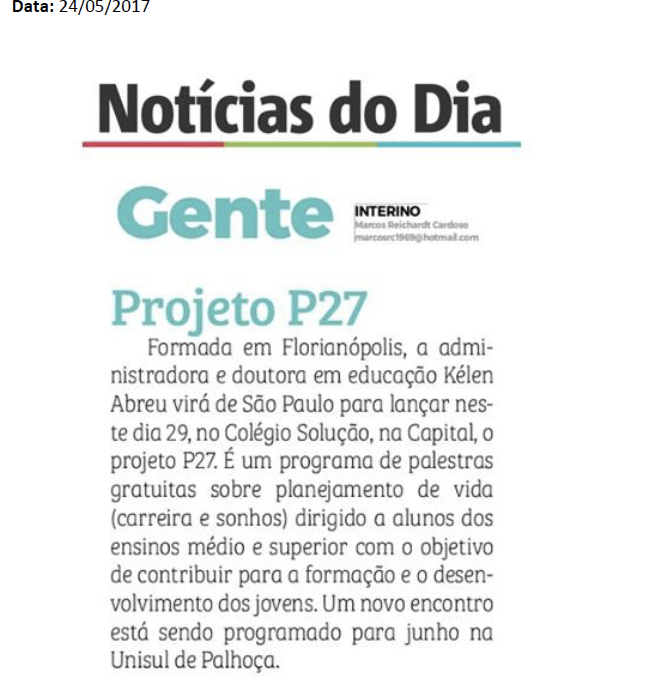 Data: 24/05/2017
Notícias do Dia
Gente
INTERINO
Marcos Reichardt Cardoso
marcosrc1969@hotmail.com
Projeto P27
Formada em Florianópolis, a admi-
nistradora e doutora em educação Kélen
Abreu virá de São Paulo para lançar nes-
te dia 29, no Colégio Solução, na Capital, o
projeto P27. É um programa de palestras
gratuitas sobre planejamento de vida
(carreira e sonhos) dirigido a alunos dos
ensinos médio e superior com o objetivo
de contribuir para a formação e o desen-
volvimento dos jovens. Um novo encontro
está sendo programado para junho na
Unisul de Palhoça.